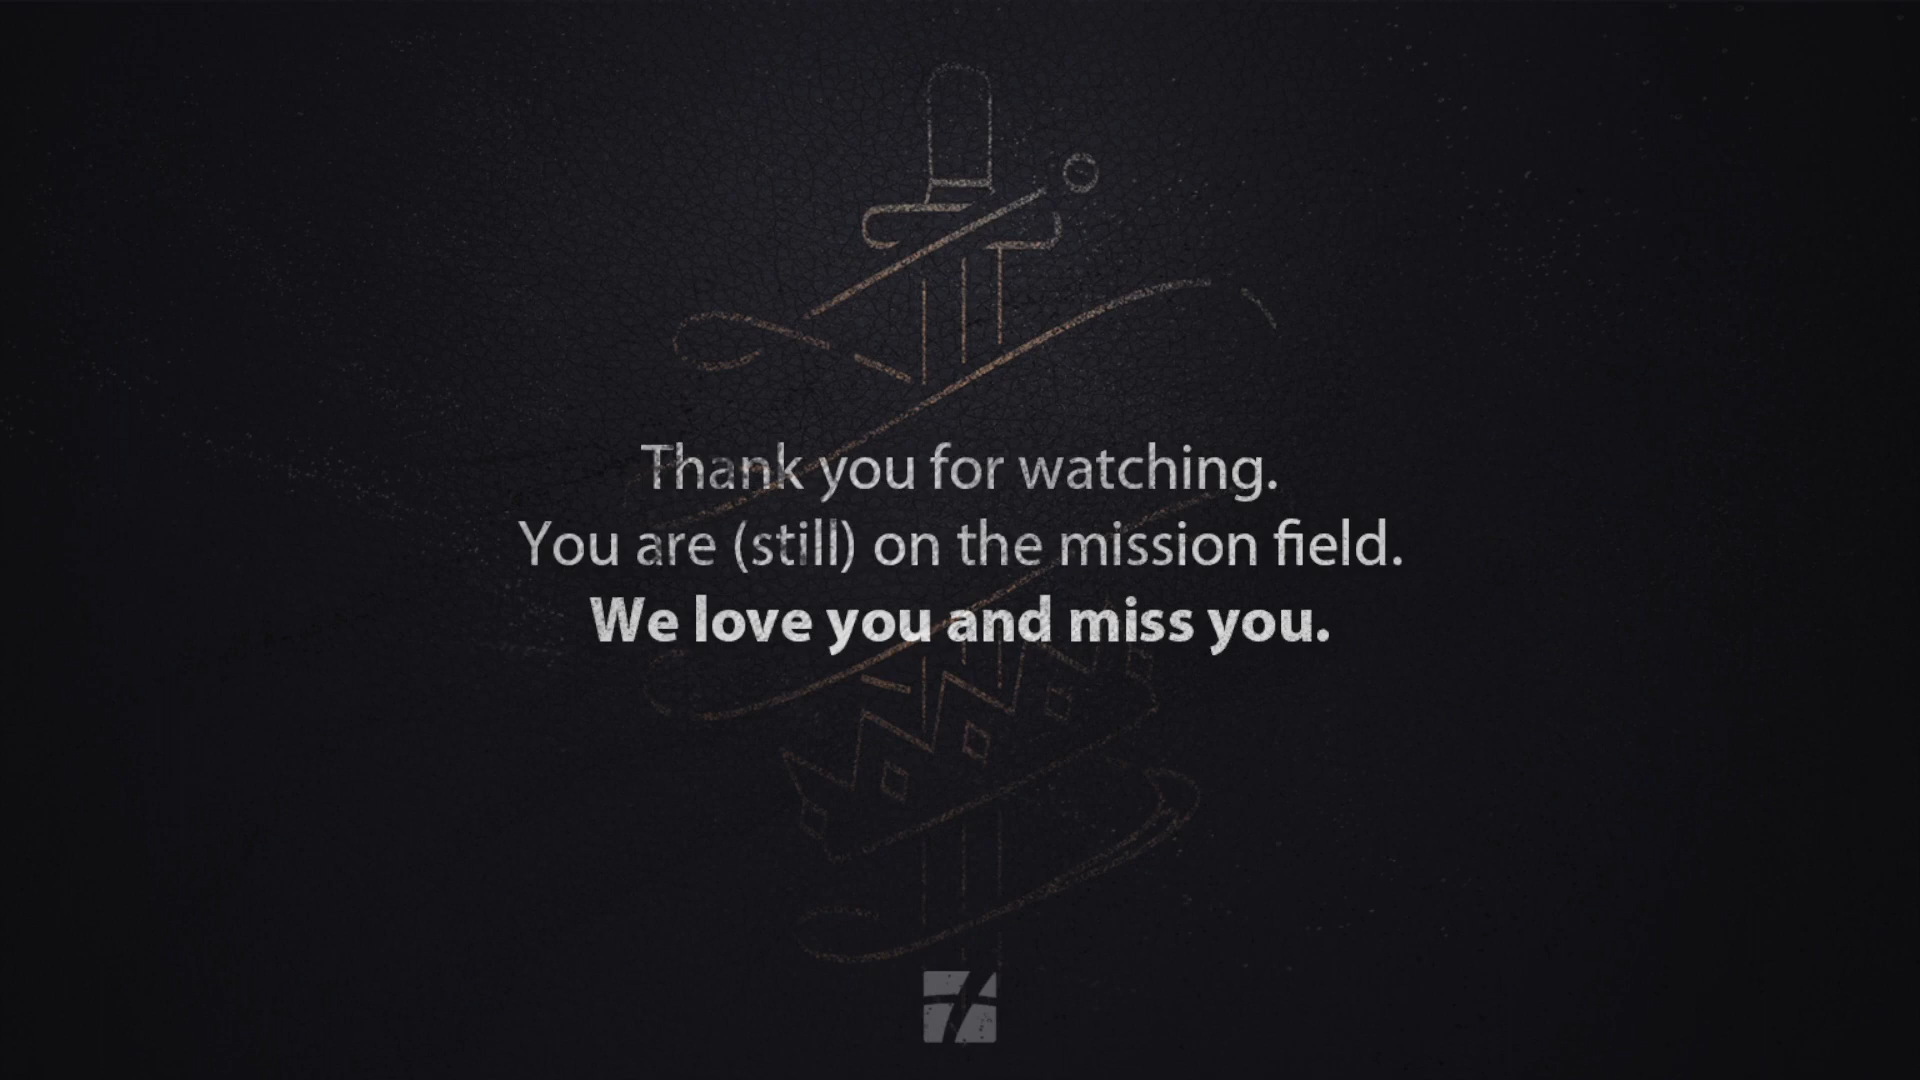 Thank you for watching.
You are (still) on the mission field.
We love you and miss you.